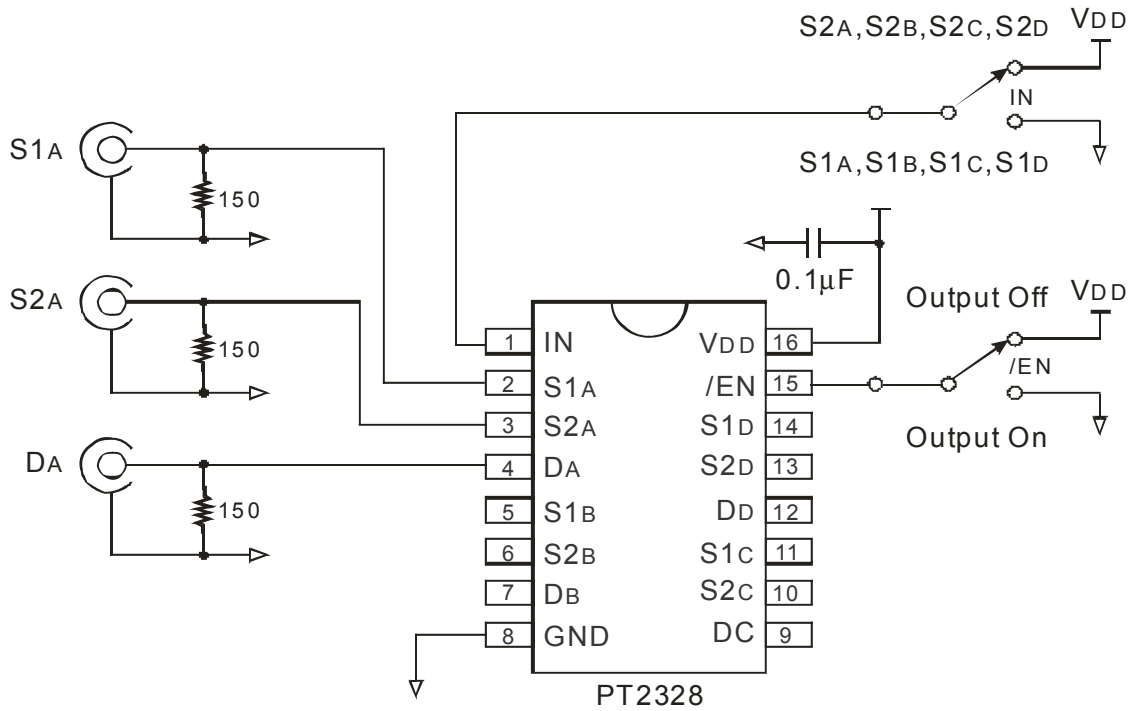 S2A,S2B,S2C,S2D
VDD
IN
S1A
150
S1A,S1B,S1C,S1D
0.1μF
S2A
150
Output Off
VDD
/EN
Output On
DA
150
1 IN
2 S1A
3 S2A
4 DA
5 S1B
6 S2B
7 DB
8 GND
VDD 16
/EN 15
S1D 14
S2D 13
DD 12
S1C 11
S2C 10
DC 9
PT2328